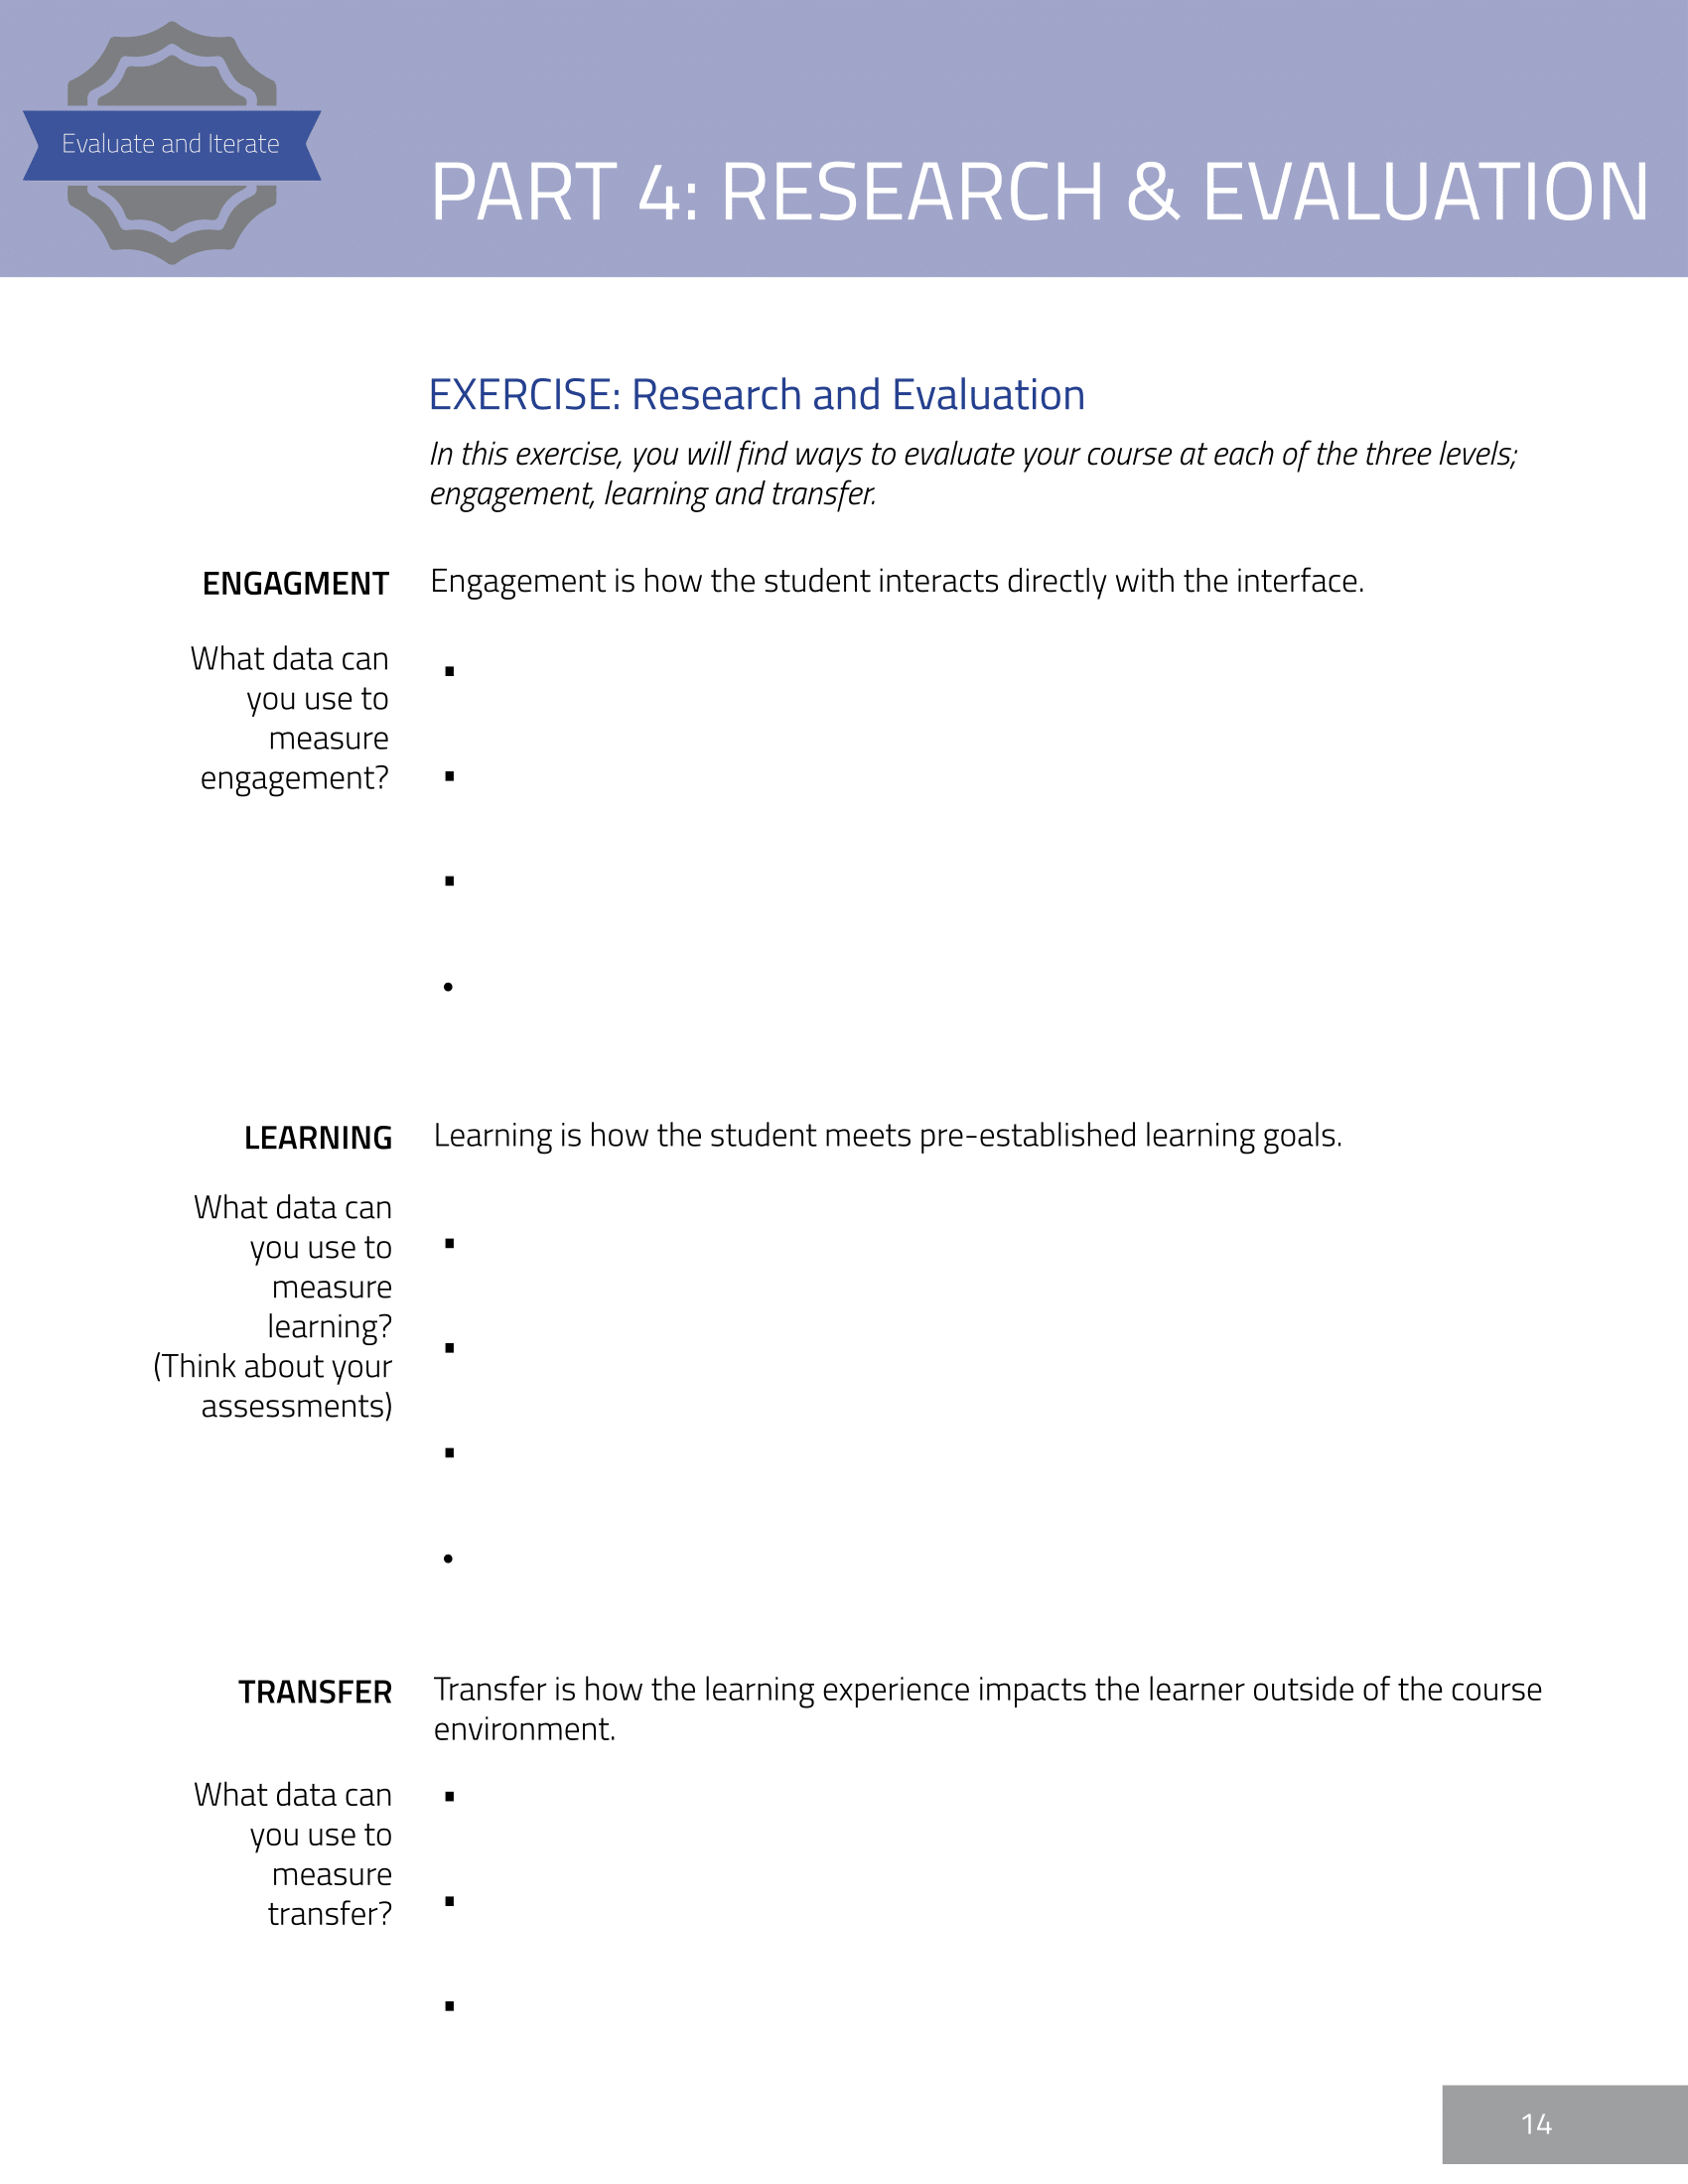 Evaluate and Iterate
PART 4: RESEARCH & EVALUATION
EXERCISE: Research and Evaluation
In this exercise, you will find ways to evaluate your course at each of the three levels;
engagement, learning and transfer.
ENGAGMENT
Engagement is how the student interacts directly with the interface.
What data can
you use to
measure
engagement?
LEARNING
Learning is how the student meets pre-established learning goals.
What data can
you use to
measure
learning?
(Think about your
assessments)
TRANSFER
Transfer is how the learning experience impacts the learner outside of the course
environment.
What data can
you use to
measure
transfer?
14